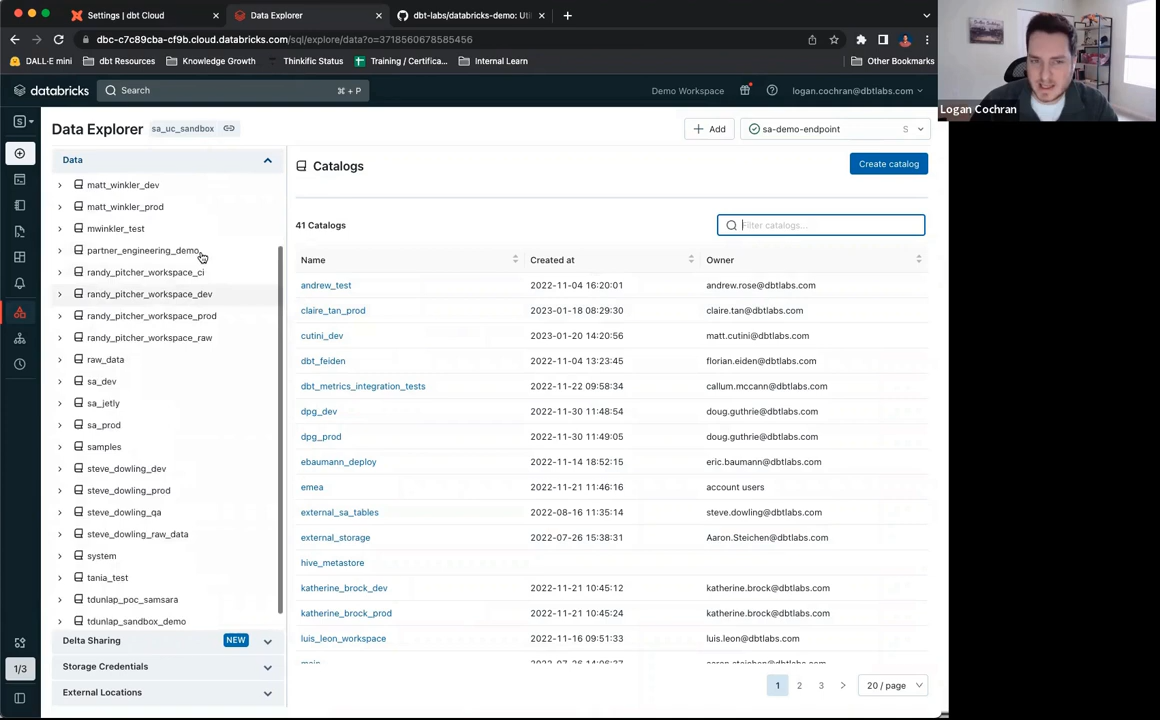 Settings | dbt Cloud
Data Explorer
dbt-labs/databricks-demo: Util
dbc-c7c89cba-cf9b.cloud.databricks.com/sql/explore/data?o=3718560678585456
DALL-E mini
dbt Resources
Knowledge Growth
Thinkific Status
Training / Certifica...
Internal Learn
Other Bookmarks
Logan Cochran
databricks
Search
⌘ + P
Demo Workspace
logan.cochran@dbtlabs.com
Data Explorer
sa_uc_sandbox
Add
sa-demo-endpoint
S
S
Data
matt_winkler_dev
matt_winkler_prod
mwinkler_test
partner_engineering_demo
randy_pitcher_workspace_ci
randy_pitcher_workspace_dev
randy_pitcher_workspace_prod
randy_pitcher_workspace_raw
raw_data
sa_dev
sa_jetly
sa_prod
samples
steve_dowling_dev
steve_dowling_prod
steve_dowling_qa
steve_dowling_raw_data
system
tania_test
tdunlap_poc_samsara
tdunlap_sandbox_demo
Delta Sharing
NEW
Storage Credentials
External Locations
1/3
Catalogs
Create catalog
41 Catalogs
Filter catalogs...
Name Created at Owner
andrew_test 2022-11-04 16:20:01 andrew.rose@dbtlabs.com
claire_tan_prod 2023-01-18 08:29:30 claire.tan@dbtlabs.com
cutini_dev 2023-01-20 14:20:56 matt.cutini@dbtlabs.com
dbt_feiden 2022-11-04 13:23:45 florian.eiden@dbtlabs.com
dbt_metrics_integration_tests 2022-11-22 09:58:34 callum.mccann@dbtlabs.com
dpg_dev 2022-11-30 11:48:54 doug.guthrie@dbtlabs.com
dpg_prod 2022-11-30 11:49:05 doug.guthrie@dbtlabs.com
ebaumann_deploy 2022-11-14 18:52:15 eric.baumann@dbtlabs.com
emea 2022-11-21 11:46:16 account users
external_sa_tables 2022-08-16 11:35:14 steve.dowling@dbtlabs.com
external_storage 2022-07-26 15:38:31 Aaron.Steichen@dbtlabs.com
hive_metastore
katherine_brock_dev 2022-11-21 10:45:12 katherine.brock@dbtlabs.com
katherine_brock_prod 2022-11-21 10:45:24 katherine.brock@dbtlabs.com
luis_leon_workspace 2022-11-16 09:51:33 luis.leon@dbtlabs.com
1 2 3
20 / page